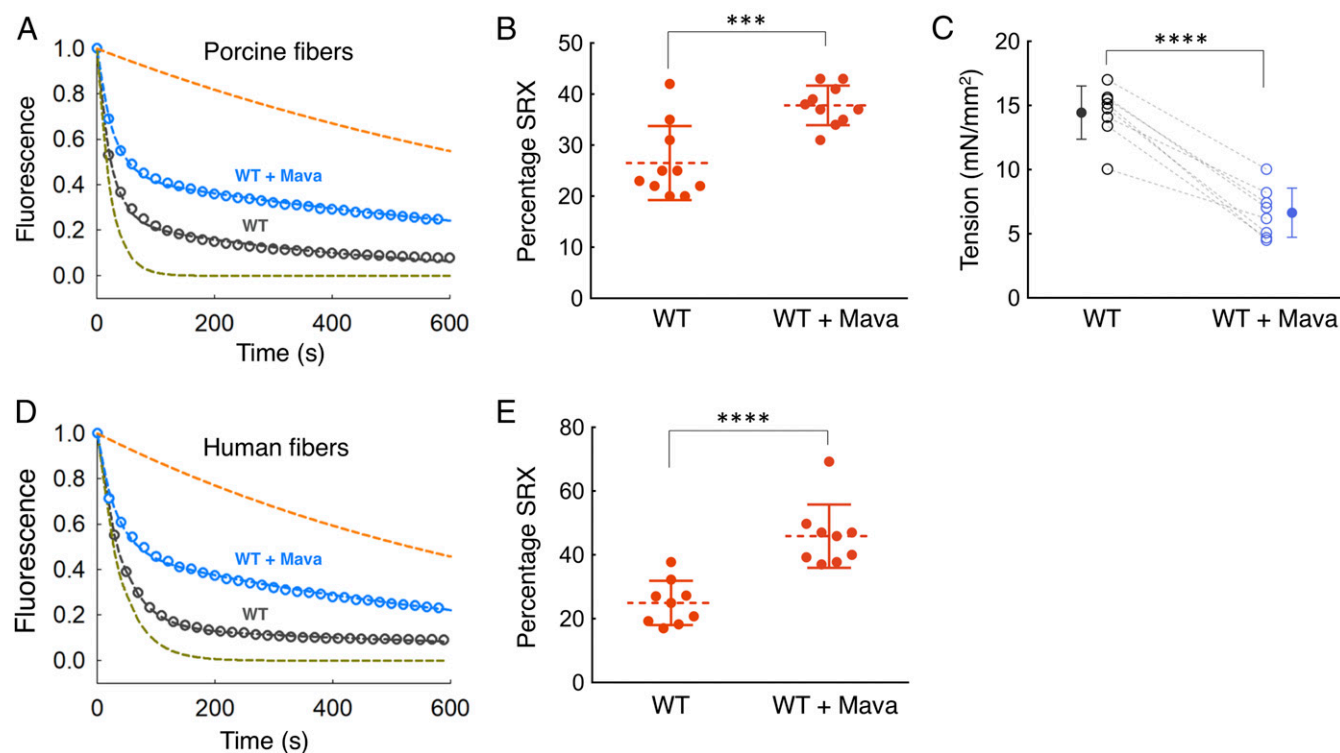 A
Porcine fibers
Fluorescence
1.0
0.8
0.6
0.4
0.2
0.0
WT + Mava
WT
0
200
400
600
Time (s)
B
***
Percentage SRX
50
40
30
20
10
0
WT
WT + Mava
C
****
Tension (mN/mm²)
20
15
10
5
0
WT
WT + Mava
D
Human fibers
Fluorescence
1.0
0.8
0.6
0.4
0.2
0.0
WT + Mava
WT
0
200
400
600
Time (s)
E
****
Percentage SRX
80
60
40
20
0
WT
WT + Mava